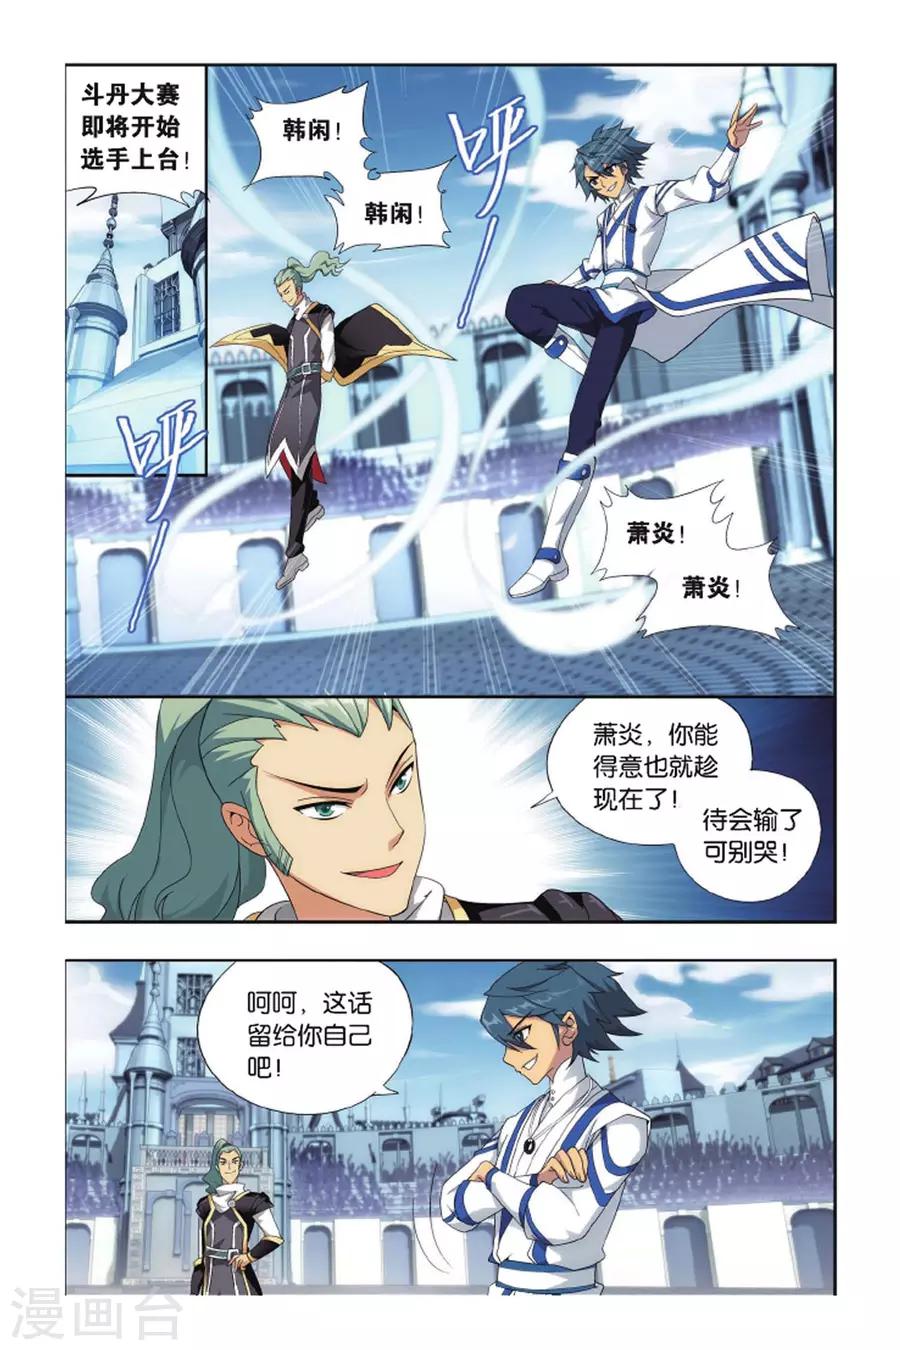 斗丹大赛
即将开始
选手上台！
韩闲！
韩闲！
呼
呼
萧炎！
萧炎！
萧炎，你能
得意也就趁
现在了！
待会输了
可别哭！
呵呵，这话
留给你自己
吧！
漫画台